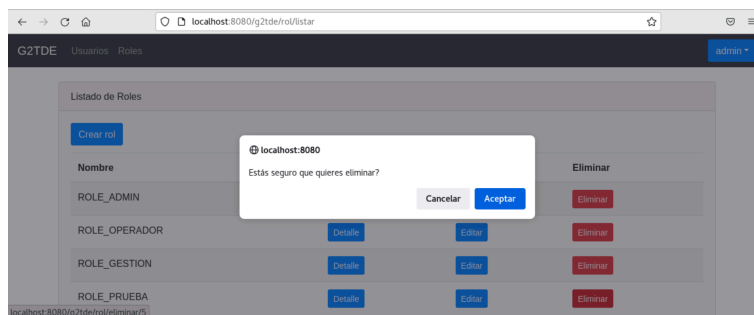 localhost:8080/g2tde/rol/listar
G2TDE Usuarios Roles admin
Listado de Roles
Crear rol
localhost:8080
Estás seguro que quieres eliminar?
Cancelar Aceptar
Nombre Eliminar
ROLE_ADMIN Eliminar
ROLE_OPERADOR Detalle Editar Eliminar
ROLE_GESTION Detalle Editar Eliminar
ROLE_PRUEBA Detalle Editar Eliminar
localhost:8080/g2tde/rol/eliminar/5